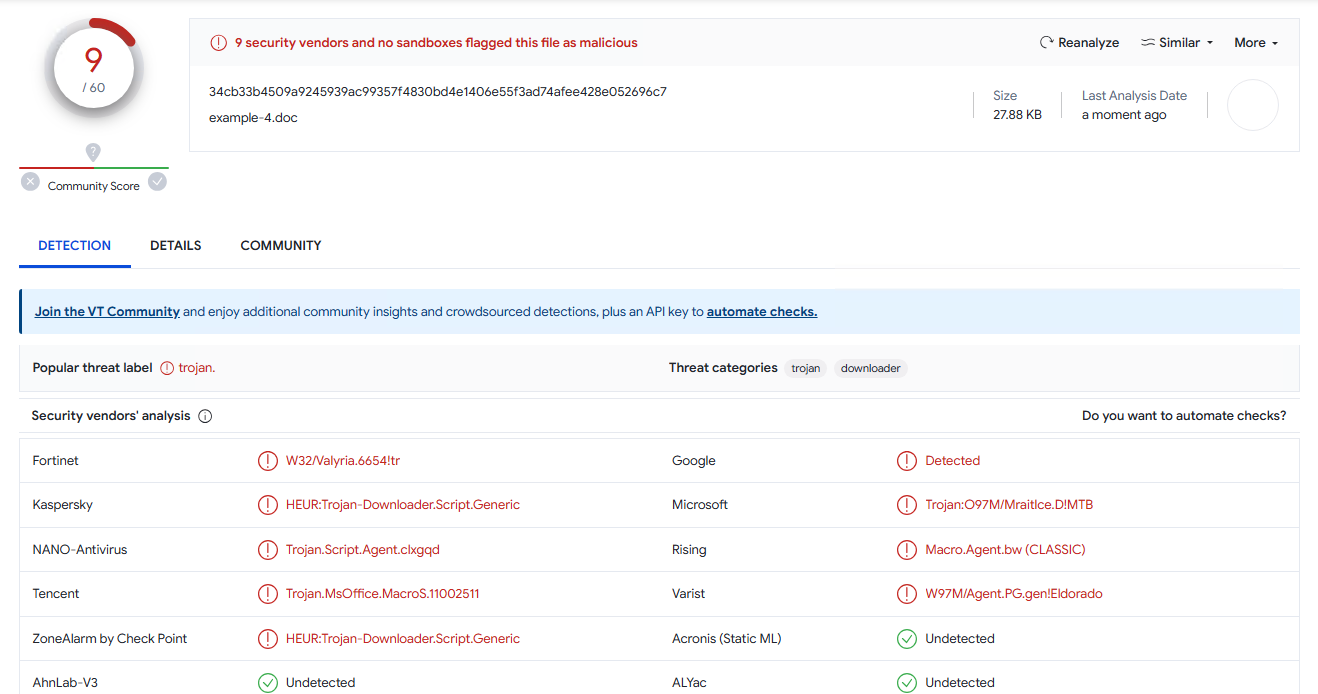 9
/ 60
Community Score
9 security vendors and no sandboxes flagged this file as malicious
Reanalyze Similar More
34cb33b4509a9245939ac99357f4830bd4e1406e55f3ad74afee428e052696c7
example-4.doc
Size
27.88 KB
Last Analysis Date
a moment ago
DETECTION DETAILS COMMUNITY
Join the VT Community and enjoy additional community insights and crowdsourced detections, plus an API key to automate checks.
Popular threat label trojan. Threat categories trojan downloader
Security vendors' analysis Do you want to automate checks?
Fortinet W32/Valyria.6654!tr Google Detected
Kaspersky HEUR:Trojan-Downloader.Script.Generic Microsoft Trojan:O97M/MraitIce.D!MTB
NANO-Antivirus Trojan.Script.Agent.clxgqd Rising Macro.Agent.bw (CLASSIC)
Tencent Trojan.MsOffice.MacroS.11002511 Varist W97M/Agent.PG.gen!Eldorado
ZoneAlarm by Check Point HEUR:Trojan-Downloader.Script.Generic Acronis (Static ML) Undetected
AhnLab-V3 Undetected ALYac Undetected